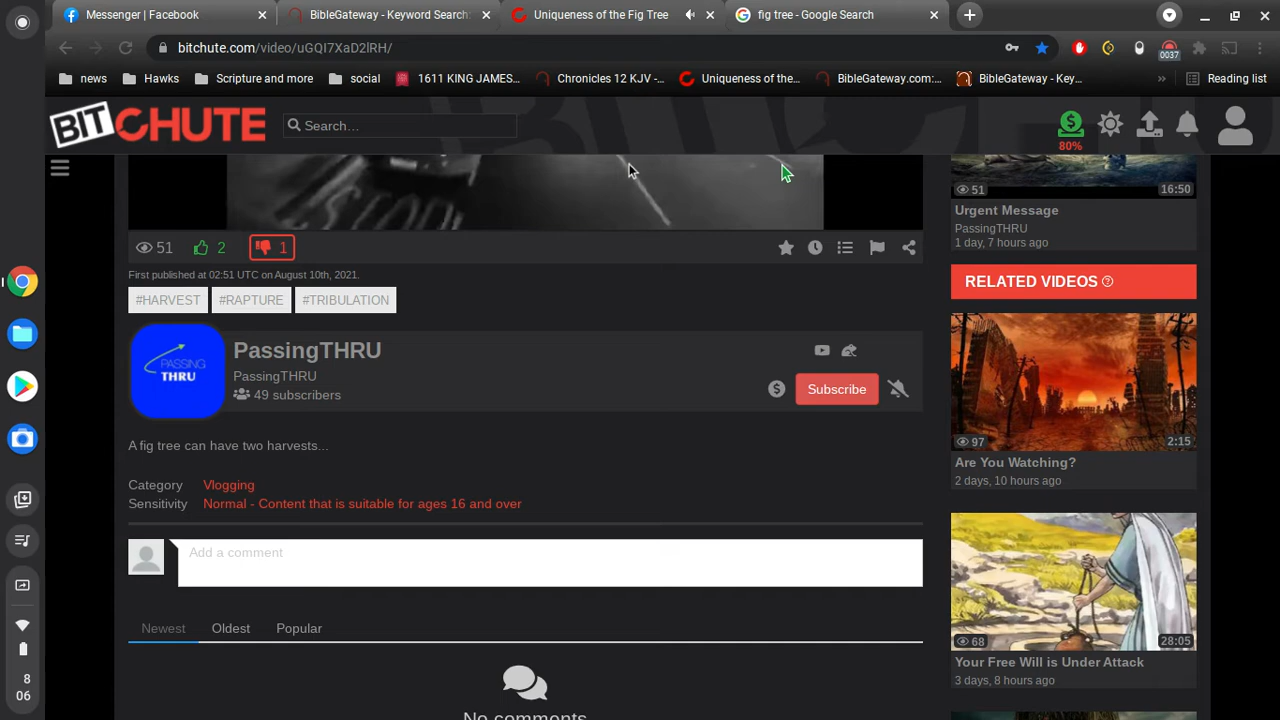 Messenger | Facebook
BibleGateway - Keyword Search:
Uniqueness of the Fig Tree
fig tree - Google Search
bitchute.com/video/uGQI7XaD2lRH/
0037
news
Hawks
Scripture and more
social
1611 KING JAMES...
Chronicles 12 KJV -...
Uniqueness of the...
BibleGateway.com:...
BibleGateway - Key...
»
Reading list
BITCHUTE
Search...
80%
51
16:50
Urgent Message
PassingTHRU
1 day, 7 hours ago
51
2
1
First published at 02:51 UTC on August 10th, 2021.
#HARVEST
#RAPTURE
#TRIBULATION
RELATED VIDEOS
PASSING
THRU
PassingTHRU
PassingTHRU
49 subscribers
Subscribe
A fig tree can have two harvests...
Category Vlogging
Sensitivity Normal - Content that is suitable for ages 16 and over
97
2:15
Are You Watching?
2 days, 10 hours ago
Add a comment
Newest
Oldest
Popular
No comments
68
28:05
Your Free Will is Under Attack
3 days, 8 hours ago
8
06